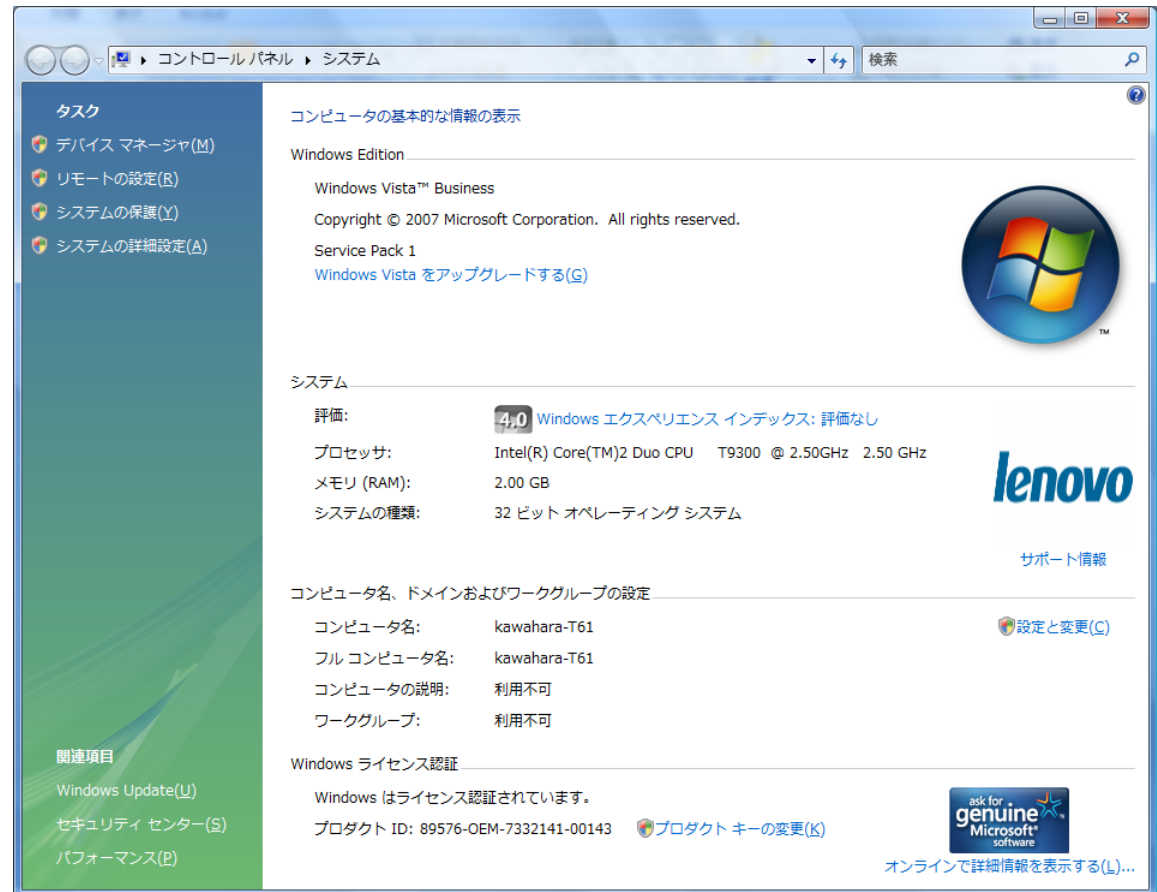 コントロール パネル ▸ システム
検索
タスク
デバイス マネージャ(M)
リモートの設定(R)
システムの保護(Y)
システムの詳細設定(A)
関連項目
Windows Update(U)
セキュリティ センター(S)
パフォーマンス(P)
コンピュータの基本的な情報の表示
Windows Edition
Windows Vista™ Business
Copyright © 2007 Microsoft Corporation. All rights reserved.
Service Pack 1
Windows Vista をアップグレードする(G)
TM
システム
評価: 4.0 Windows エクスペリエンス インデックス: 評価なし
プロセッサ: Intel(R) Core(TM)2 Duo CPU T9300 @ 2.50GHz 2.50 GHz
メモリ (RAM): 2.00 GB
システムの種類: 32 ビット オペレーティング システム
lenovo
サポート情報
コンピュータ名、ドメインおよびワークグループの設定
コンピュータ名: kawahara-T61 設定と変更(C)
フル コンピュータ名: kawahara-T61
コンピュータの説明: 利用不可
ワークグループ: 利用不可
Windows ライセンス認証
Windows はライセンス認証されています。
プロダクト ID: 89576-OEM-7332141-00143 プロダクト キーの変更(K)
ask for
genuine
Microsoft®
software
オンラインで詳細情報を表示する(L)...